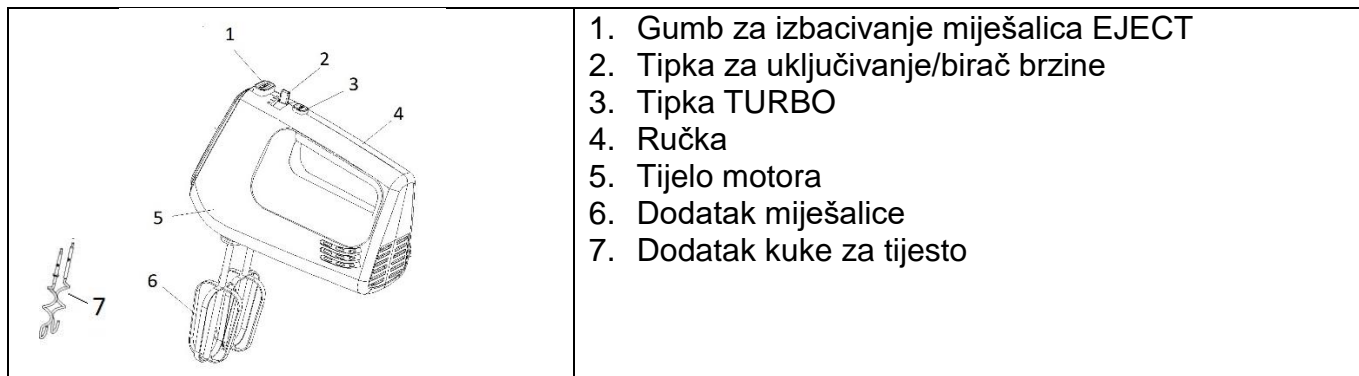 1
2
3
4
5
6
7
1. Gumb za izbacivanje miješalica EJECT
2. Tipka za uključivanje/birač brzine
3. Tipka TURBO
4. Ručka
5. Tijelo motora
6. Dodatak miješalice
7. Dodatak kuke za tijesto